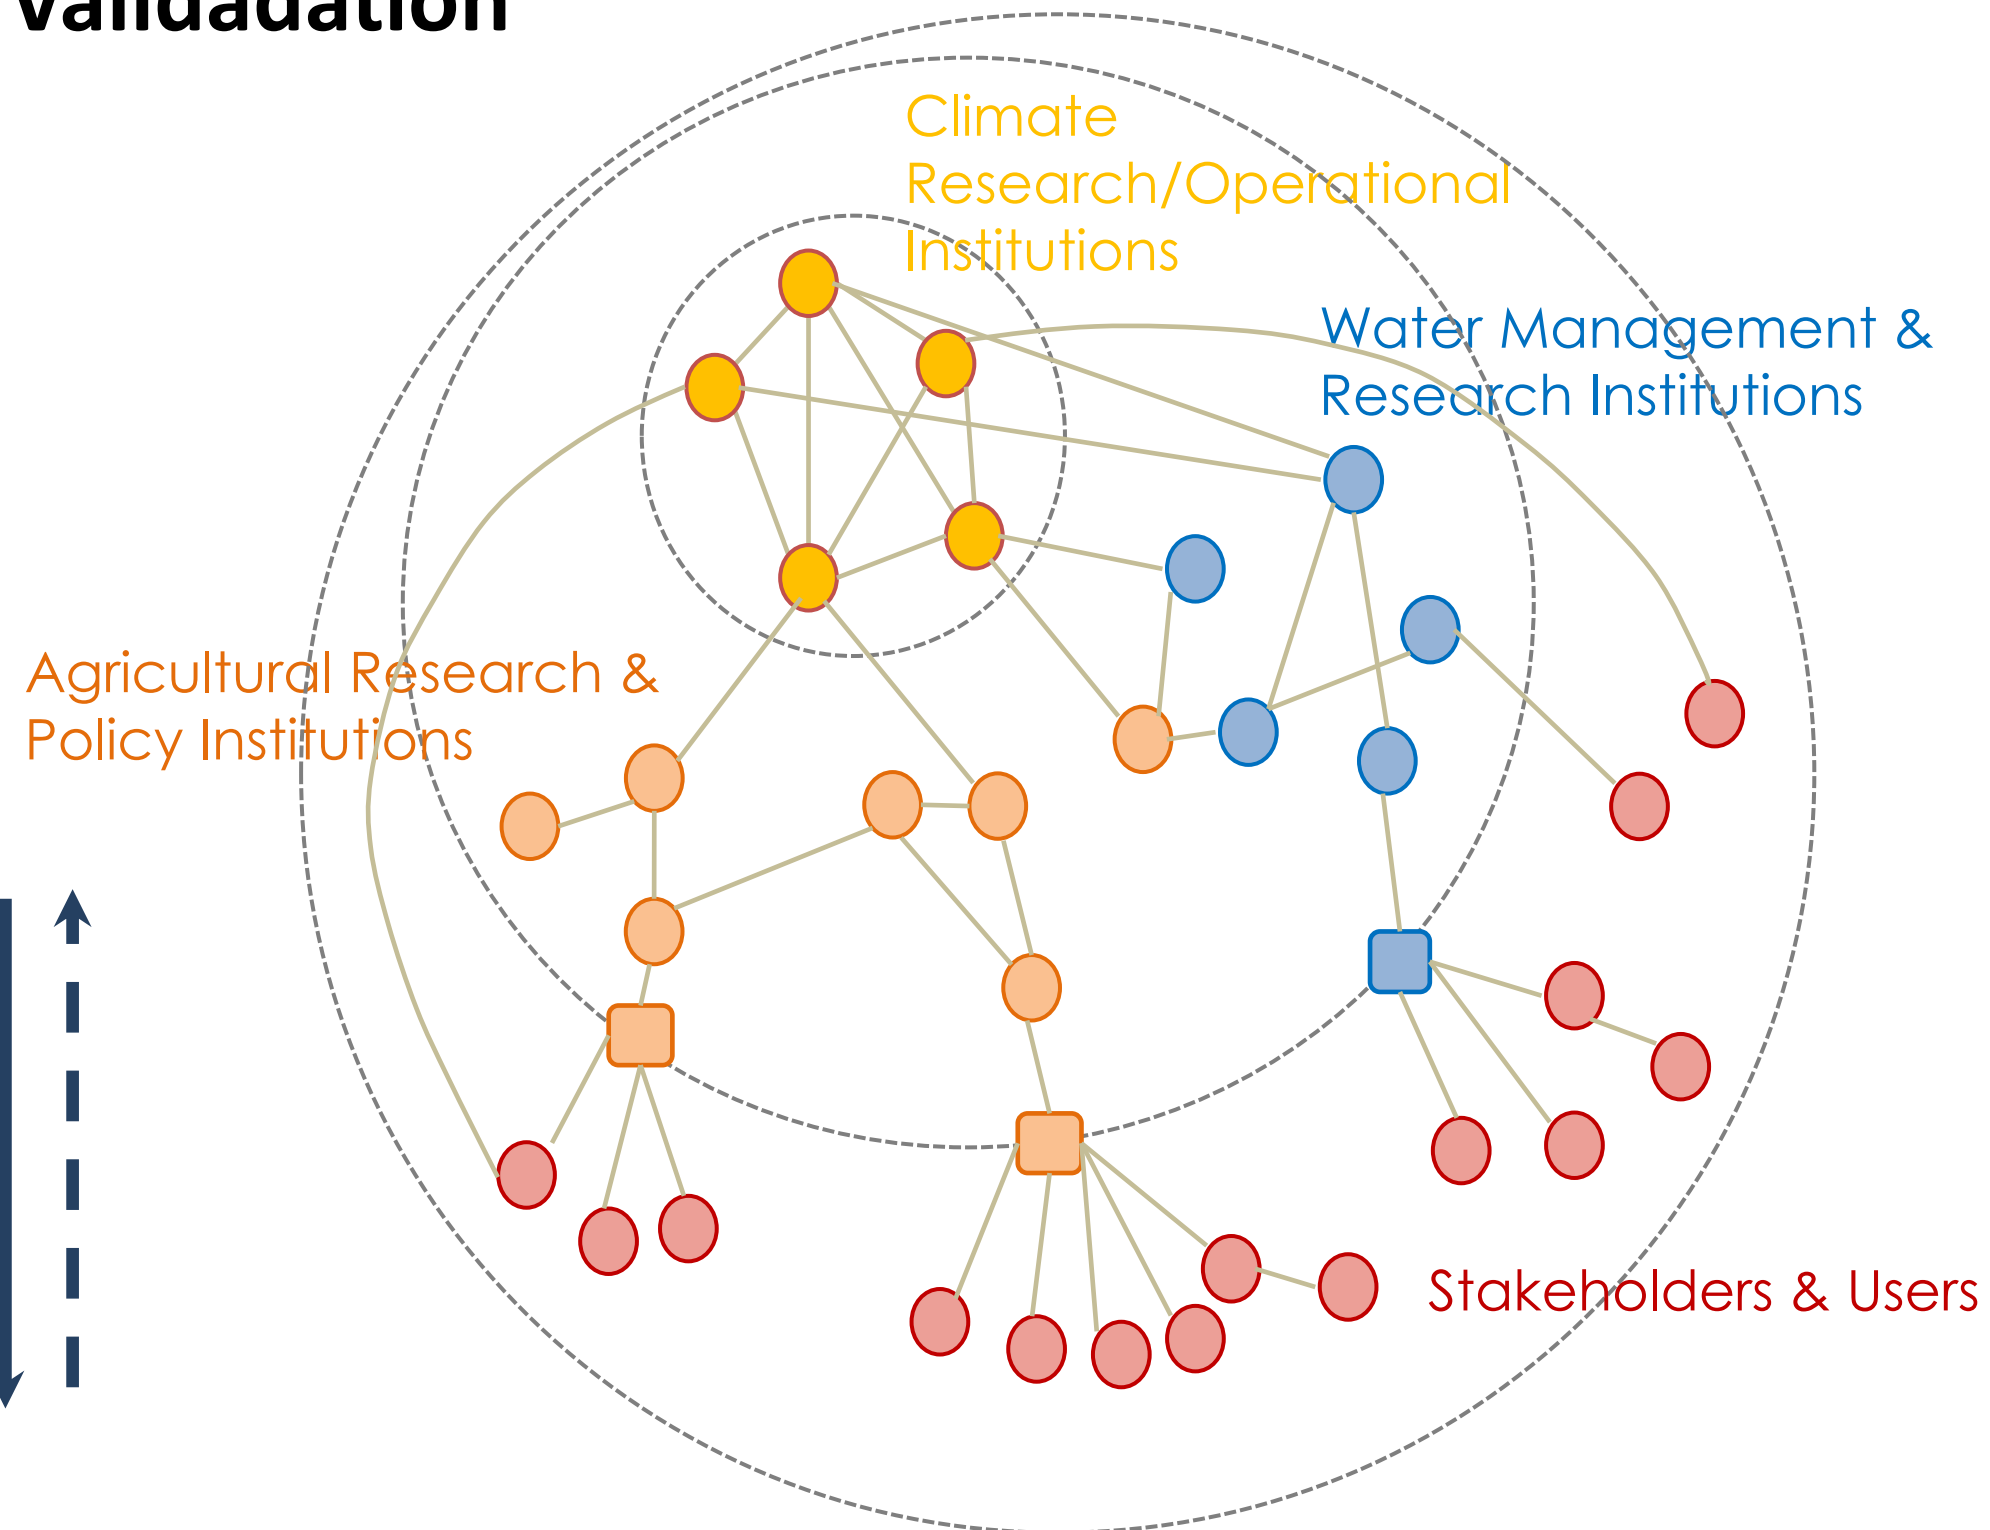 Validadation
Climate
Research/Operational
Institutions
Water Management &
Research Institutions
Agricultural Research &
Policy Institutions
Stakeholders & Users